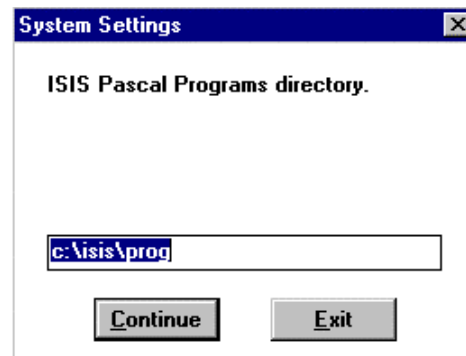 System Settings
ISIS Pascal Programs directory.
c:\isis\prog
Continue
Exit